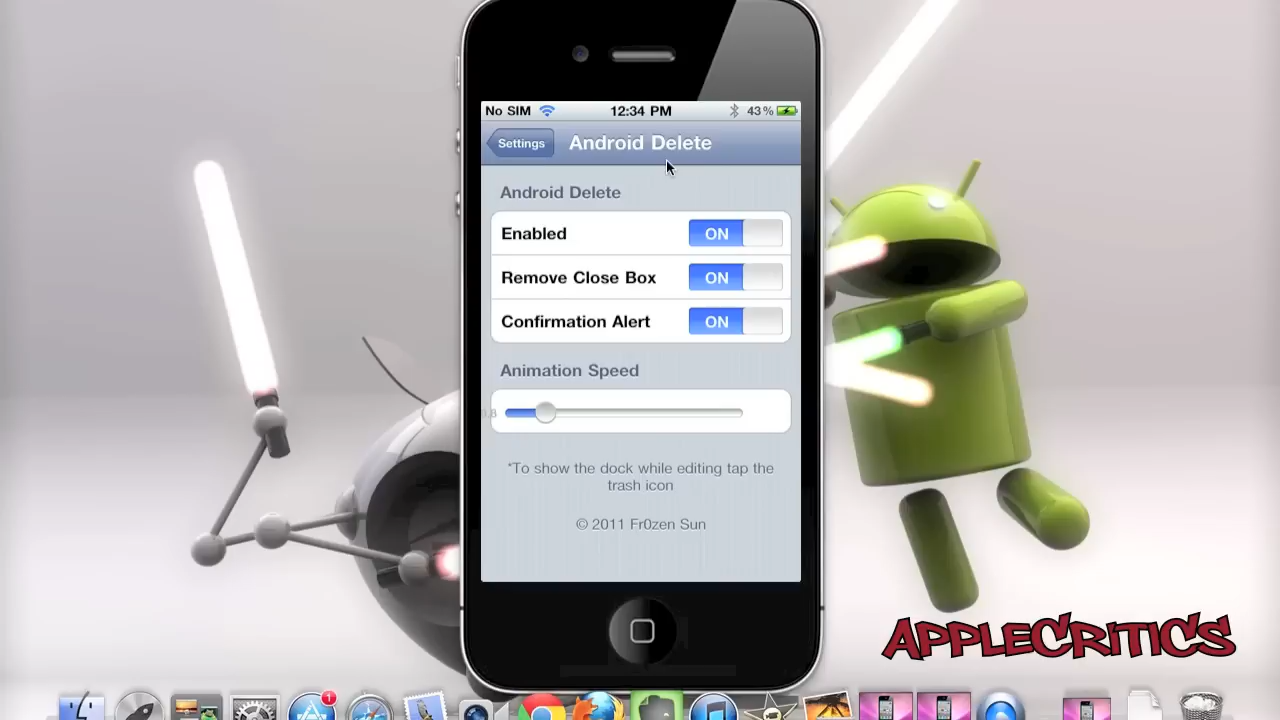 No SIM 12:34 PM 43%
Settings Android Delete
Android Delete
Enabled ON
Remove Close Box ON
Confirmation Alert ON
Animation Speed
*To show the dock while editing tap the
trash icon
© 2011 Fr0zen Sun
APPLECRITICS
1